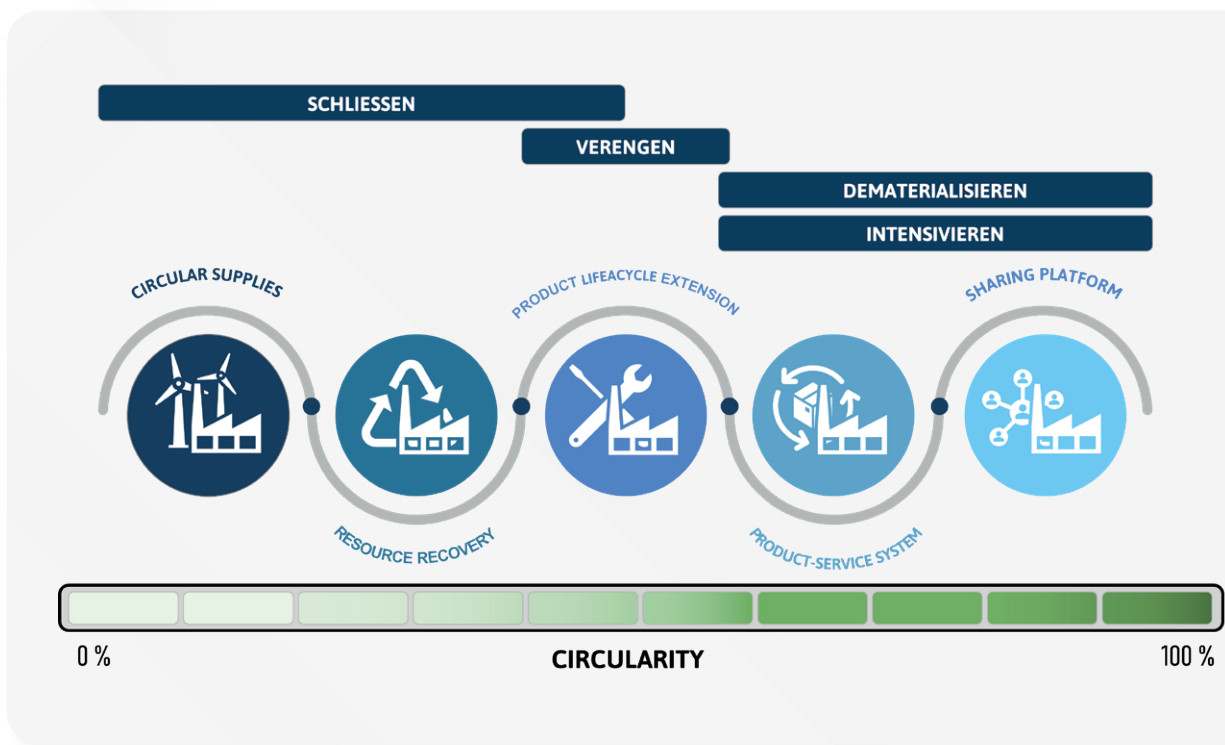 SCHLIESSEN
VERENGEN
DEMATERIALISIEREN
INTENSIVIEREN
CIRCULAR SUPPLIES
PRODUCT LIFEACYCLE EXTENSION
SHARING PLATFORM
RESOURCE RECOVERY
PRODUCT-SERVICE SYSTEM
0 %
CIRCULARITY
100 %